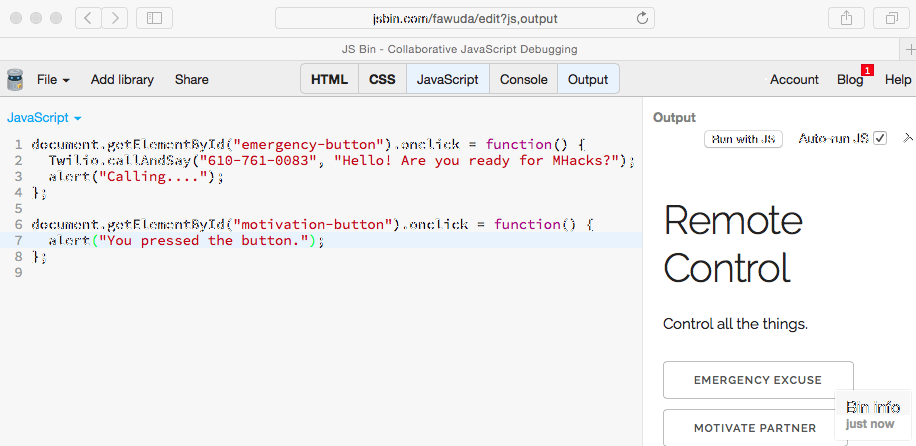 jsbin.com/fawuda/edit?js,output
JS Bin - Collaborative JavaScript Debugging
File Add library Share HTML CSS JavaScript Console Output Account Blog 1 Help
JavaScript
1 document.getElementById("emergency-button").onclick = function() {
2 Twilio.callAndSay("610-761-0083", "Hello! Are you ready for MHacks?");
3 alert("Calling....");
4 };
5
6 document.getElementById("motivation-button").onclick = function() {
7 alert("You pressed the button.");
8 };
9
Output
Run with JS Auto-run JS
Remote
Control
Control all the things.
EMERGENCY EXCUSE
MOTIVATE PARTNER
Bin info
just now